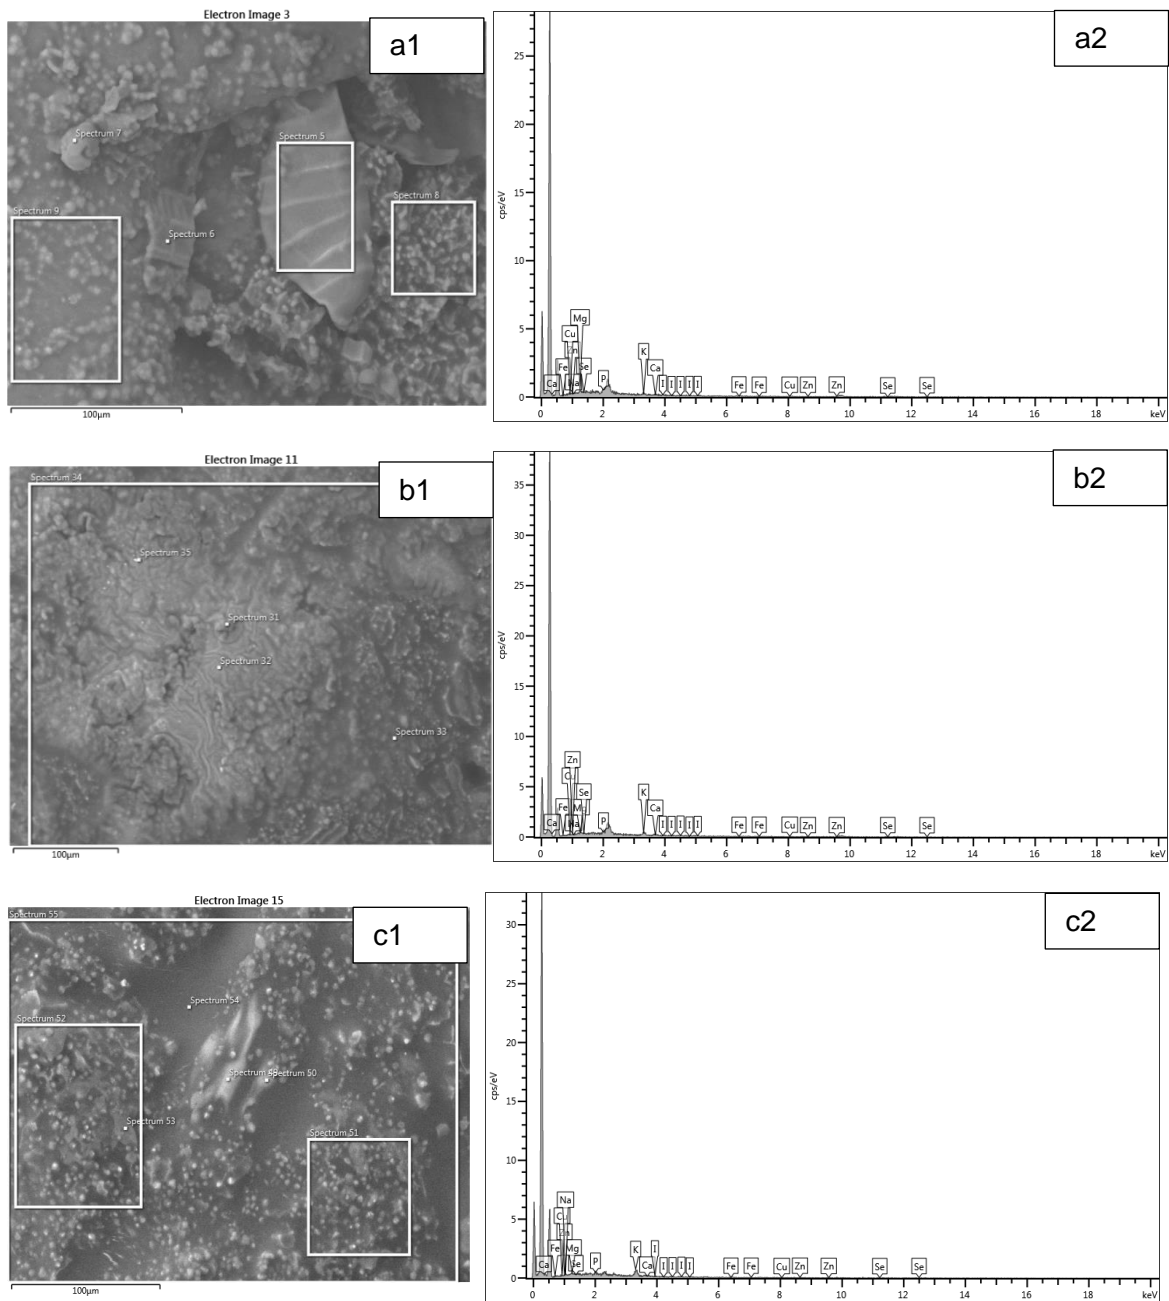 Electron Image 3
a1
Spectrum 7
Spectrum 5
Spectrum 8
Spectrum 9
Spectrum 6
100µm
a2
cps/eV
25
20
15
10
5
0
Mg
Cu
Fe
Se
Ca
P
K
Ca
I I I I I
Fe Fe Cu Zn Zn Se Se
0 2 4 6 8 10 12 14 16 18 keV
Electron Image 11
b1
Spectrum 34
Spectrum 35
Spectrum 31
Spectrum 32
Spectrum 33
100µm
b2
cps/eV
35
30
25
20
15
10
5
0
Zn
Se
Fe
Ca
P
K
Ca
I I I I I
Fe Fe Cu Zn Zn Se Se
0 2 4 6 8 10 12 14 16 18 keV
Electron Image 15
c1
Spectrum 55
Spectrum 54
Spectrum 52
Spectrum 50
Spectrum 53
Spectrum 51
100µm
c2
cps/eV
30
25
20
15
10
5
0
Na
Fe
Mg
Ca
P
K
I
Ca
I I I I
Fe Fe Cu Zn Zn Se Se
0 2 4 6 8 10 12 14 16 18 keV